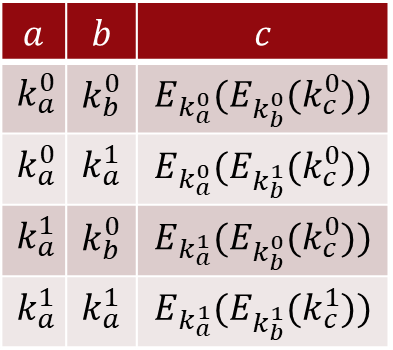 a b c
k_a^0 k_b^0 E_{k_a^0}(E_{k_b^0}(k_c^0))
k_a^0 k_a^1 E_{k_a^0}(E_{k_b^1}(k_c^0))
k_a^1 k_b^0 E_{k_a^1}(E_{k_b^0}(k_c^0))
k_a^1 k_a^1 E_{k_a^1}(E_{k_b^1}(k_c^1))